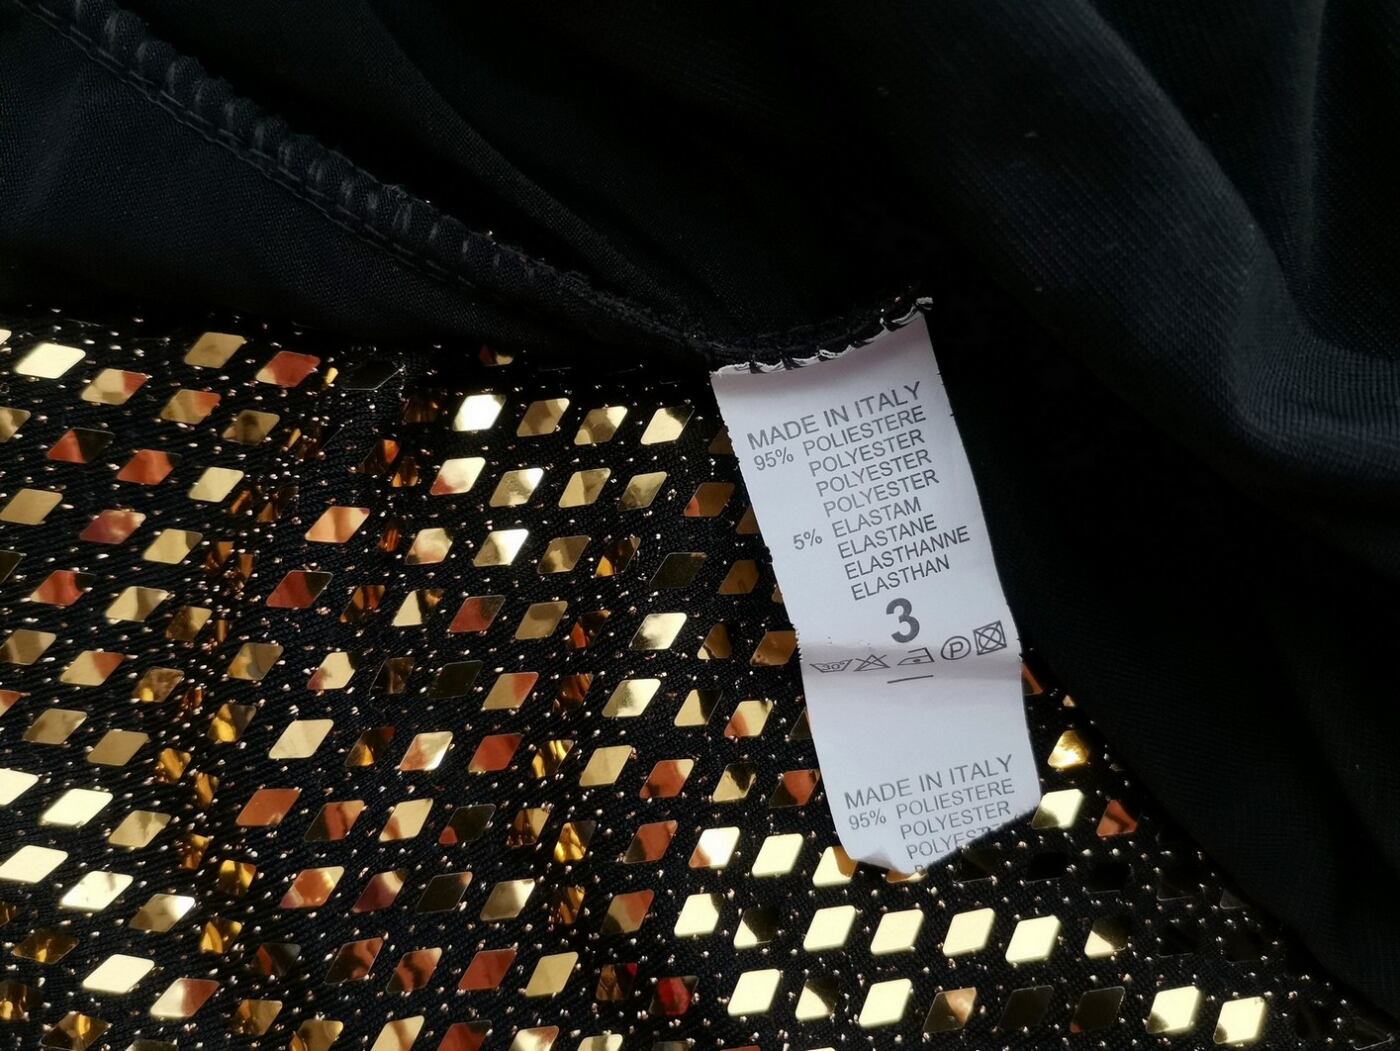 MADE IN ITALY
95% POLIESTERE
POLYESTER
POLYESTER
POLYESTER
5% ELASTAM
ELASTANE
ELASTHANNE
ELASTHAN
3
30° P
MADE IN ITALY
95% POLIESTERE
POLYESTER